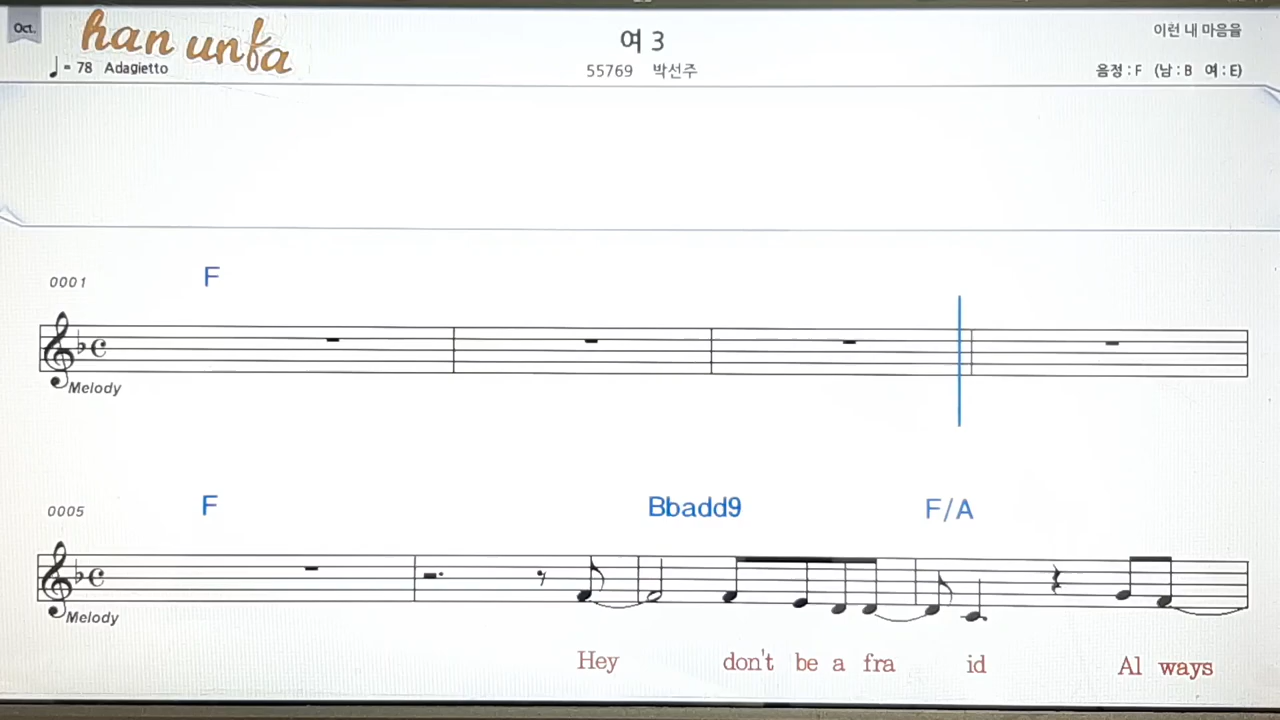 Oct.
han unfa
♩ = 78 Adagietto
여 3
55769 박선주
이런 내 마음을
음정 : F (남 : B 여 : E)
0001
F
Melody
0005
F Bbadd9 F/A
Melody
Hey don't be a fra id Al ways